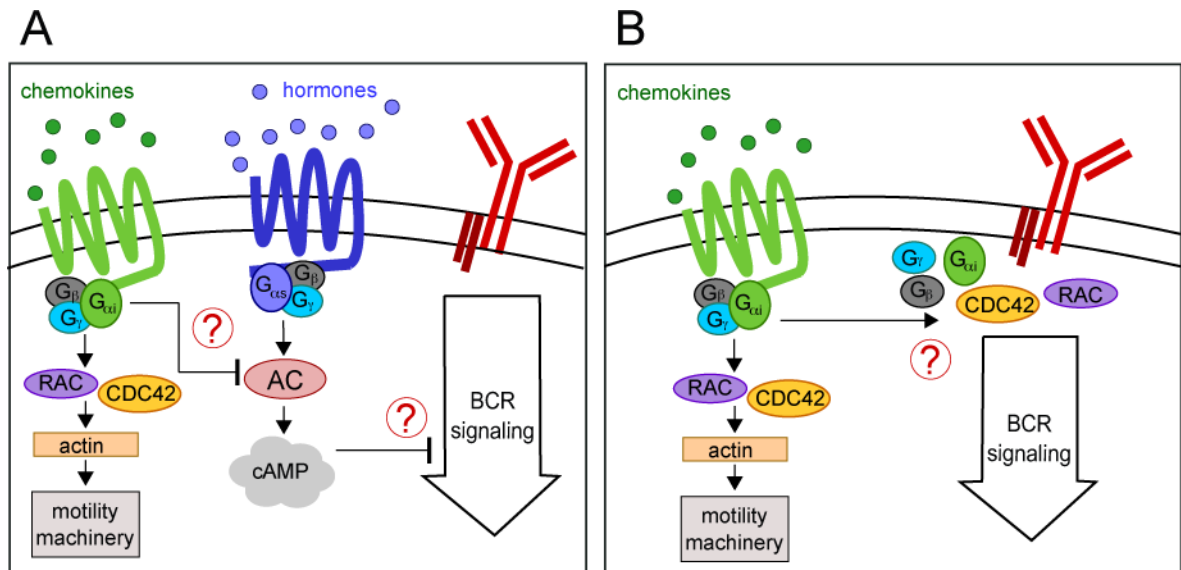 A
chemokines
hormones
Gβ
Gαi
Gγ
Gαs
Gβ
Gγ
?
RAC
CDC42
AC
?
BCR
signaling
actin
cAMP
motility
machinery
B
chemokines
Gγ
Gαi
Gβ
CDC42
RAC
Gβ
Gαi
Gγ
?
RAC
CDC42
BCR
signaling
actin
motility
machinery